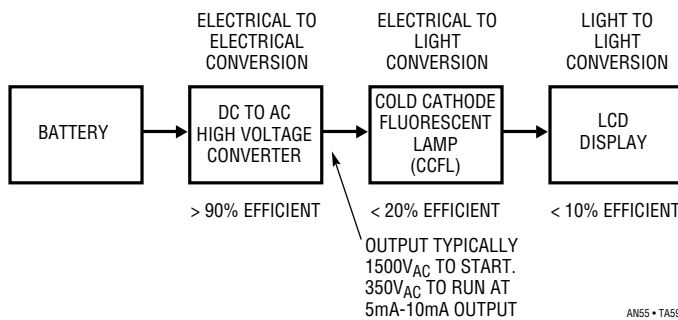 ELECTRICAL TO
ELECTRICAL
CONVERSION
ELECTRICAL TO
LIGHT
CONVERSION
LIGHT TO
LIGHT
CONVERSION
BATTERY
DC TO AC
HIGH VOLTAGE
CONVERTER
COLD CATHODE
FLUORESCENT
LAMP
(CCFL)
LCD
DISPLAY
> 90% EFFICIENT
< 20% EFFICIENT
< 10% EFFICIENT
OUTPUT TYPICALLY
1500VAC TO START.
350VAC TO RUN AT
5mA-10mA OUTPUT
AN55 • TA59